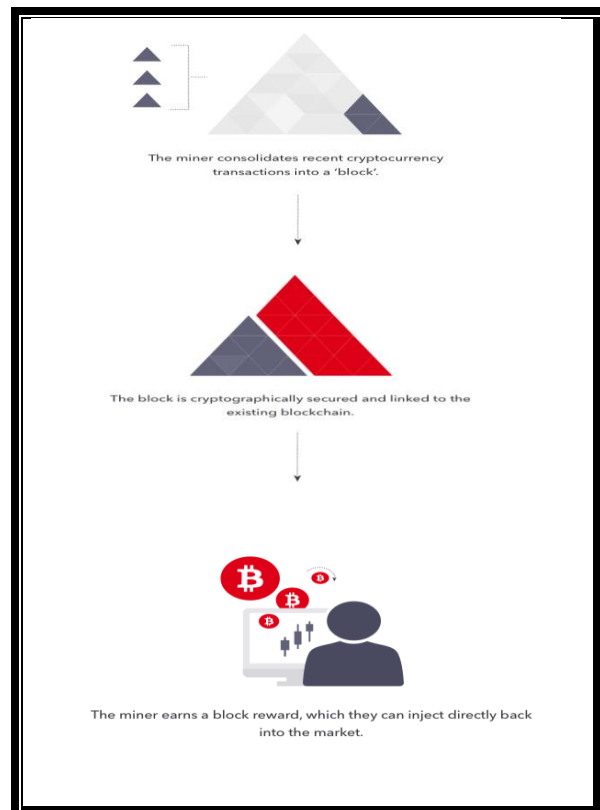 The miner consolidates recent cryptocurrency
transactions into a ‘block’.
The block is cryptographically secured and linked to the
existing blockchain.
The miner earns a block reward, which they can inject directly back
into the market.